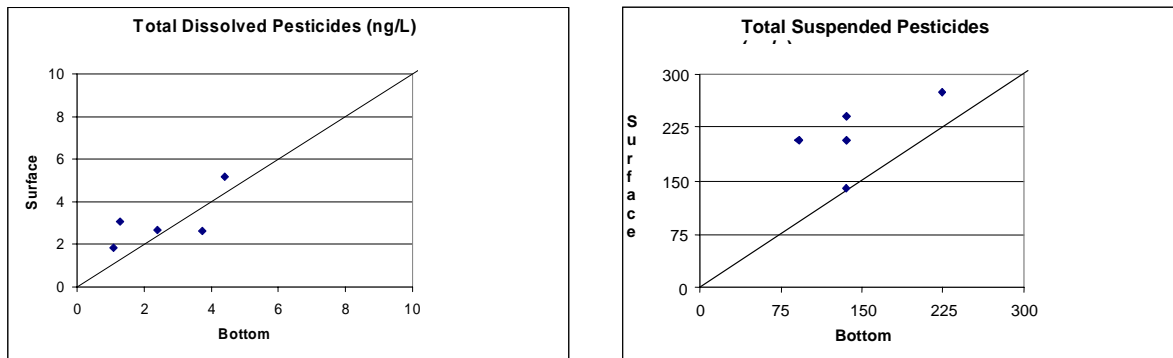 Total Dissolved Pesticides (ng/L)
10
8
6
4
2
0
Surface
0 2 4 6 8 10
Bottom
Total Suspended Pesticides
300
225
150
75
0
Surface
0 75 150 225 300
Bottom